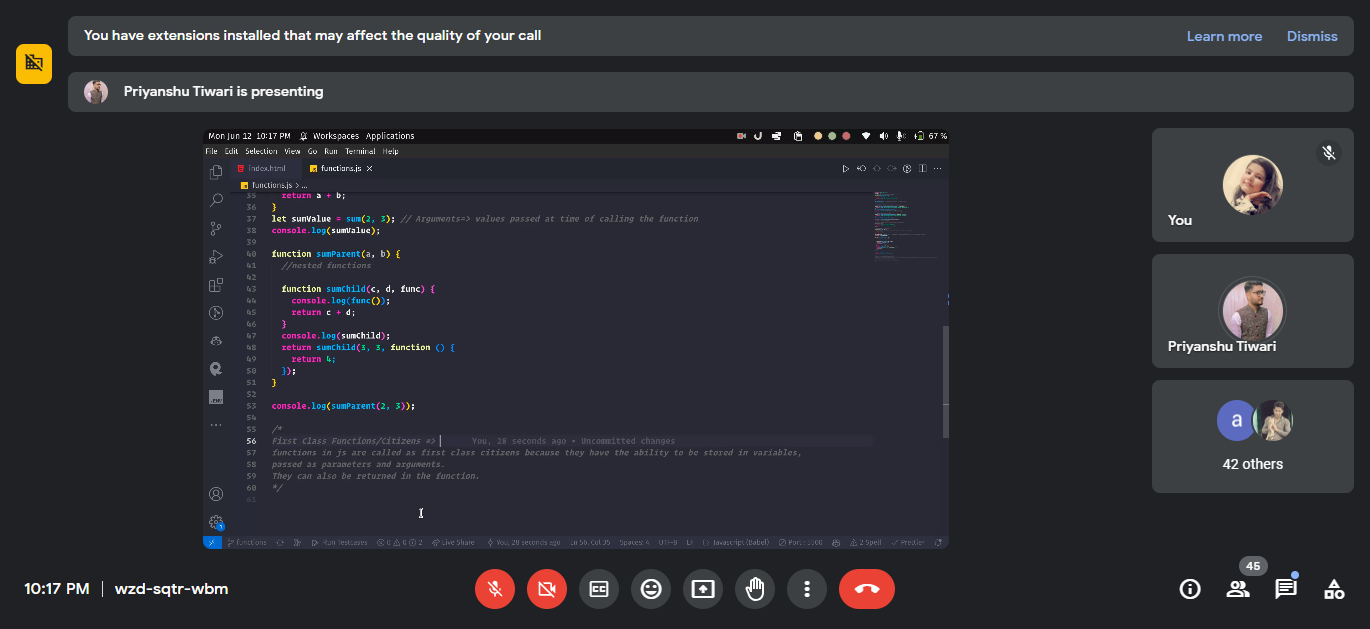 You have extensions installed that may affect the quality of your call
Learn more
Dismiss
Priyanshu Tiwari is presenting
Mon Jun 12 10:17 PM Workspaces Applications
67 %
File Edit Selection View Go Run Terminal Help
index.html
functions.js
functions.js > ...
35 return a + b;
36 }
37 let sumValue = sum(2, 3); // Arguments=> values passed at time of calling the function
38 console.log(sumValue);
39
40 function sumParent(a, b) {
41 //nested functions
42
43 function sumChild(c, d, func) {
44 console.log(func());
45 return c + d;
46 }
47 console.log(sumChild);
48 return sumChild(3, 3, function () {
49 return 4;
50 });
51 }
52
53 console.log(sumParent(2, 3));
54
55 /*
56 First Class Functions/Citizens => You, 28 seconds ago • Uncommitted changes
57 functions in js are called as first class citizens because they have the ability to be stored in variables,
58 passed as parameters and arguments.
59 They can also be returned in the function.
60 */
61
functions Run Testcases 0 0 2 Live Share You, 28 seconds ago Ln 56, Col 35 Spaces: 4 UTF-8 LF Javascript (Babel) Port : 5500 2 Spell Prettier
You
Priyanshu Tiwari
a
42 others
10:17 PM | wzd-sqtr-wbm
45